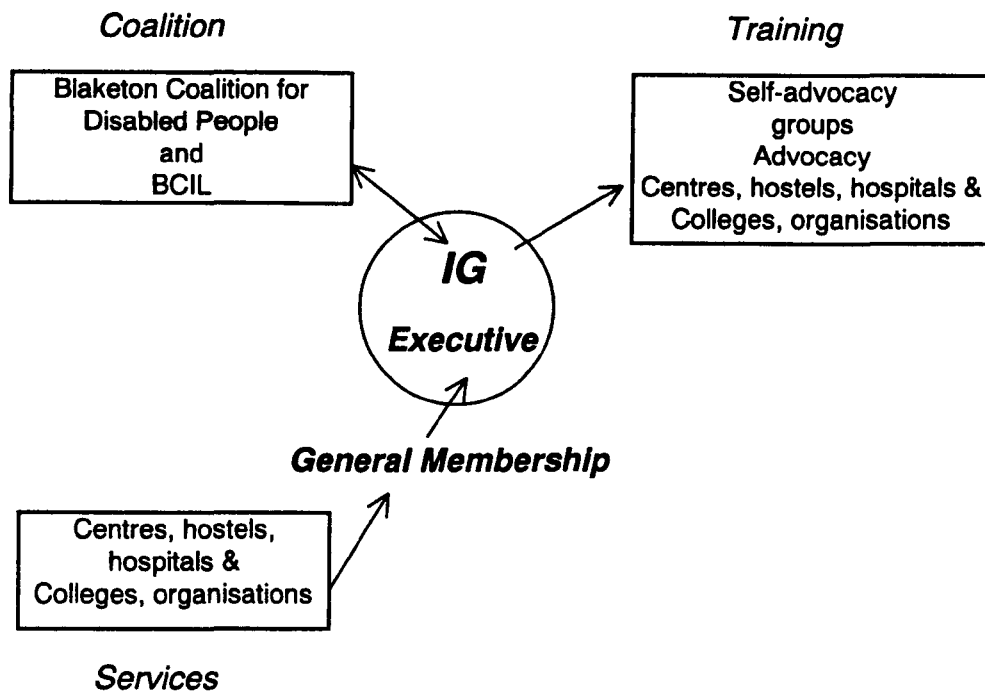 Coalition
Blaketon Coalition for
Disabled People
and
BCIL
Training
Self-advocacy
groups
Advocacy
Centres, hostels, hospitals &
Colleges, organisations
IG
Executive
General Membership
Centres, hostels,
hospitals &
Colleges, organisations
Services